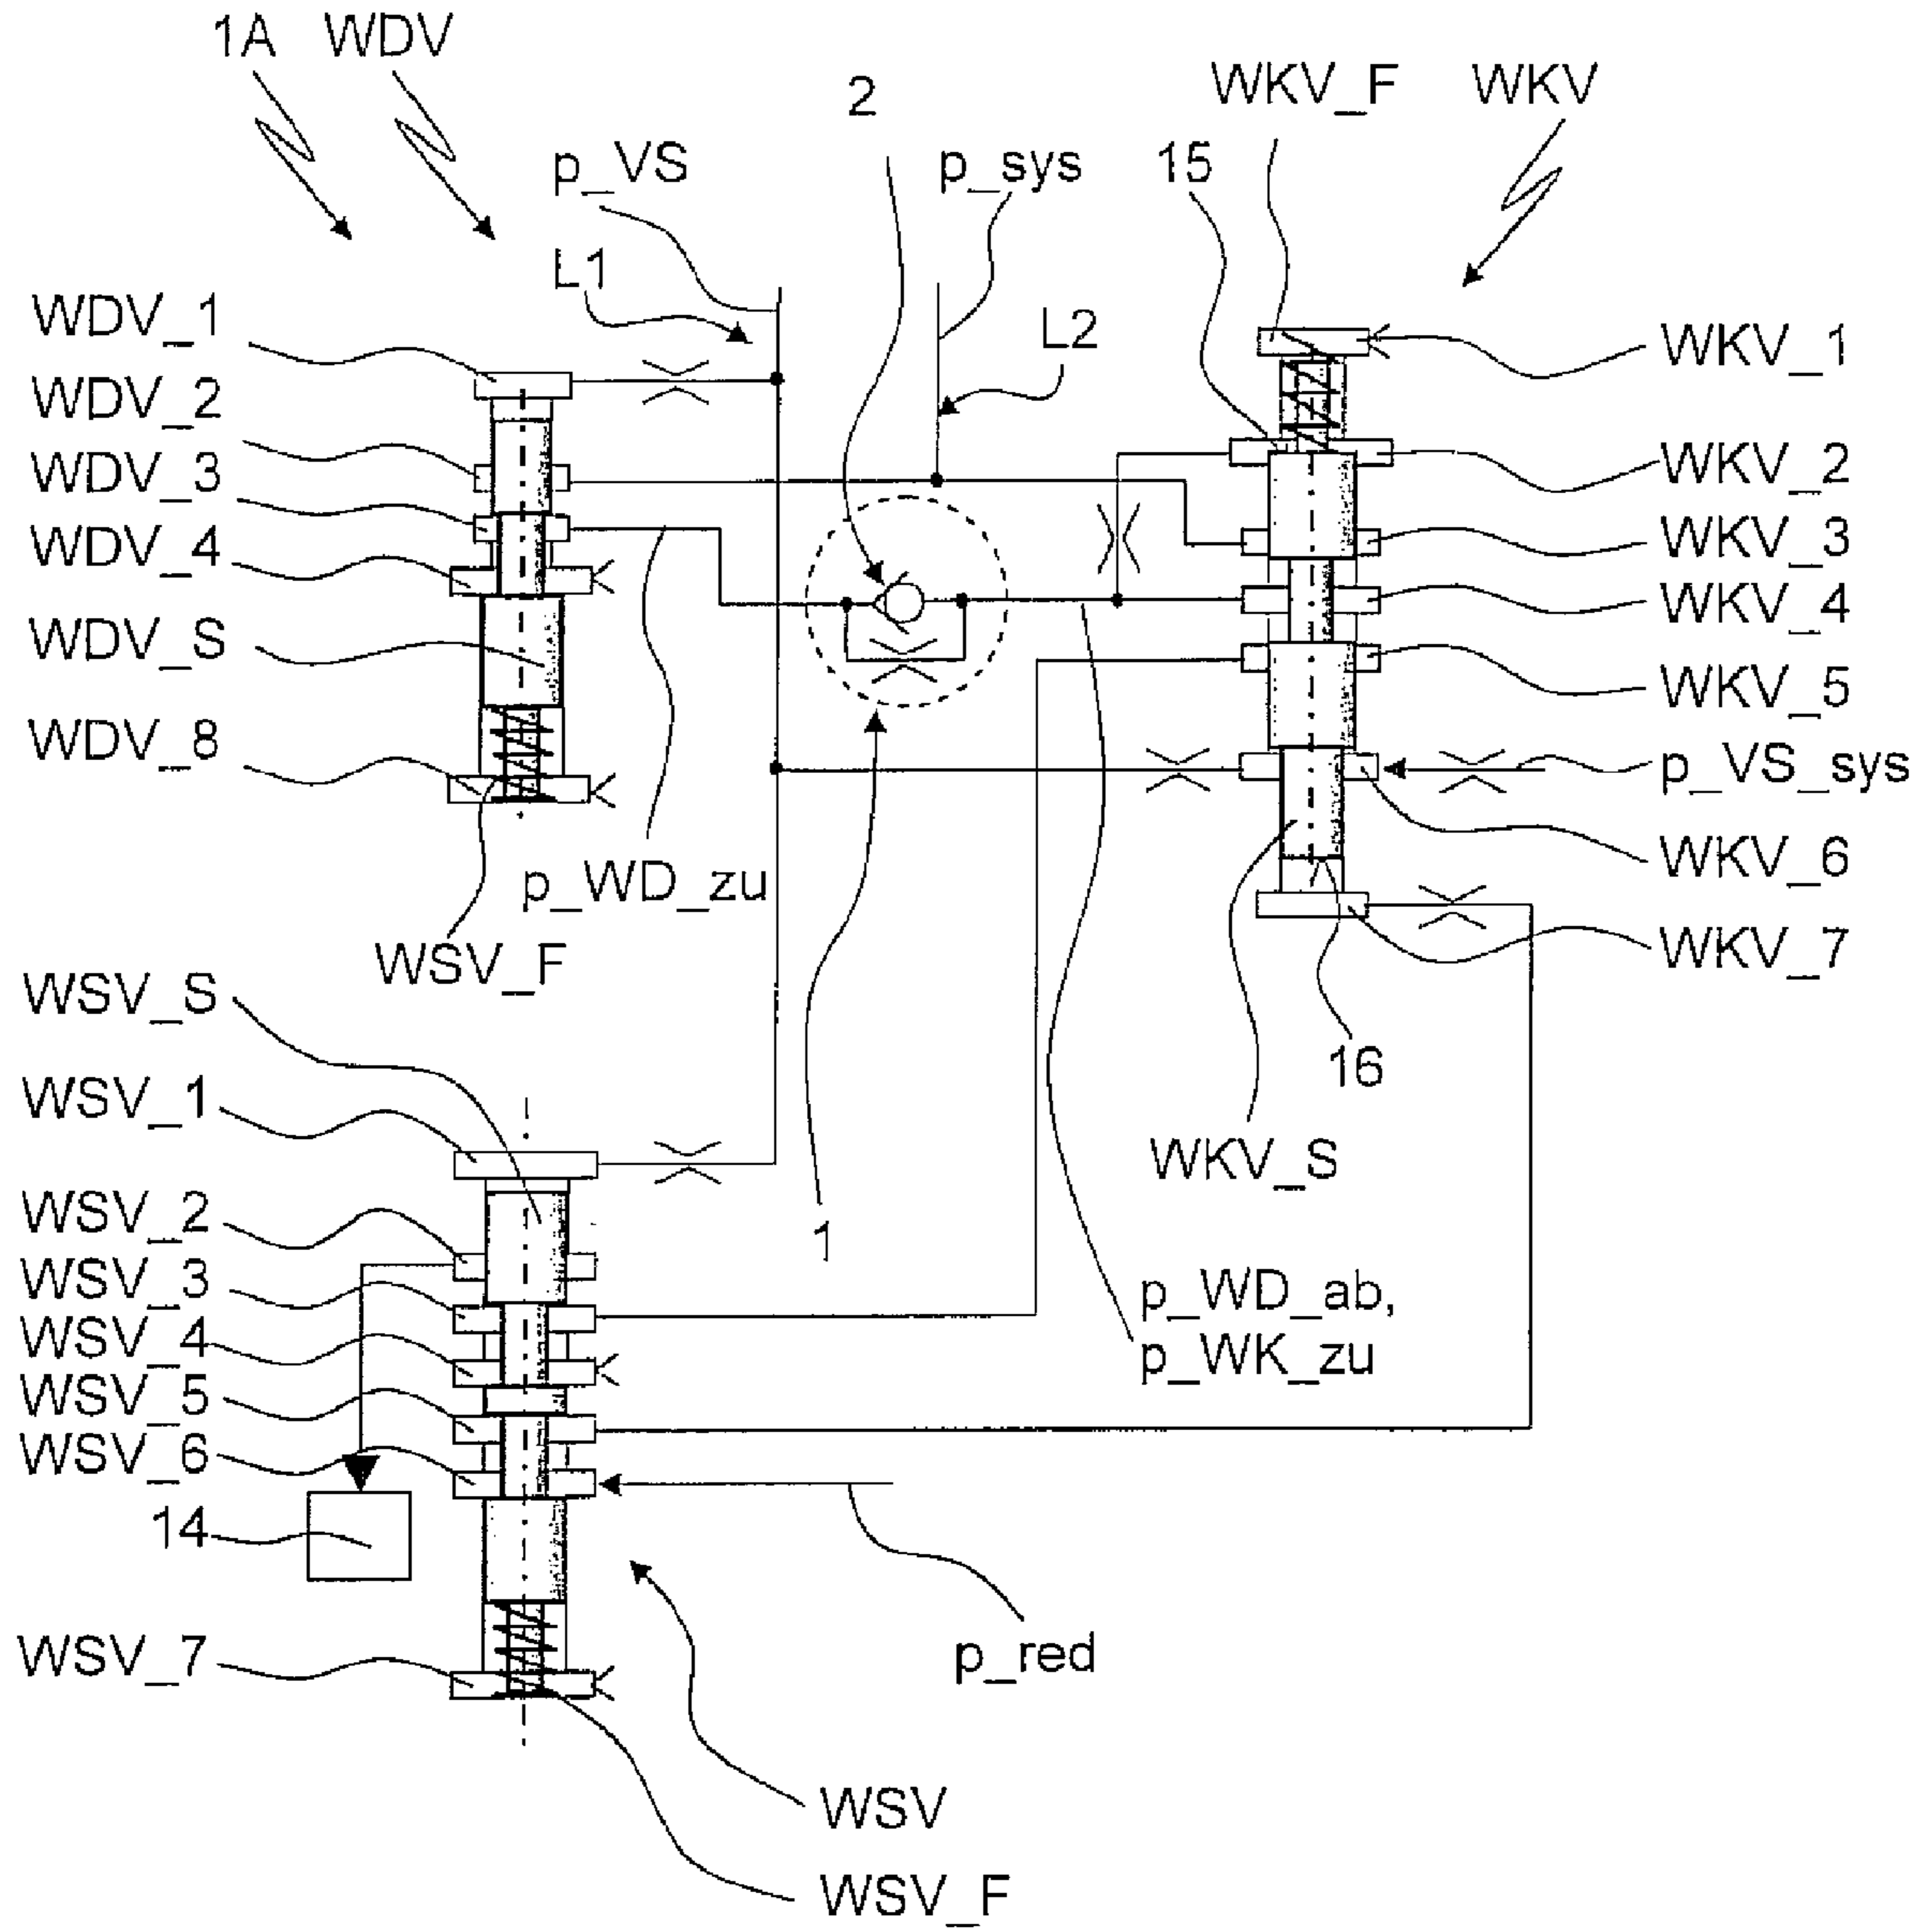 1A WDV
p_VS
L1
2
p_sys
L2
15
WKV_F
WKV
WDV_1
WDV_2
WDV_3
WDV_4
WDV_S
WDV_8
p_WD_zu
WSV_F
WKV_1
WKV_2
WKV_3
WKV_4
WKV_5
p_VS_sys
WKV_6
WKV_7
16
WKV_S
1
p_WD_ab,
p_WK_zu
WSV_S
WSV_1
WSV_2
WSV_3
WSV_4
WSV_5
WSV_6
14
WSV_7
p_red
WSV
WSV_F